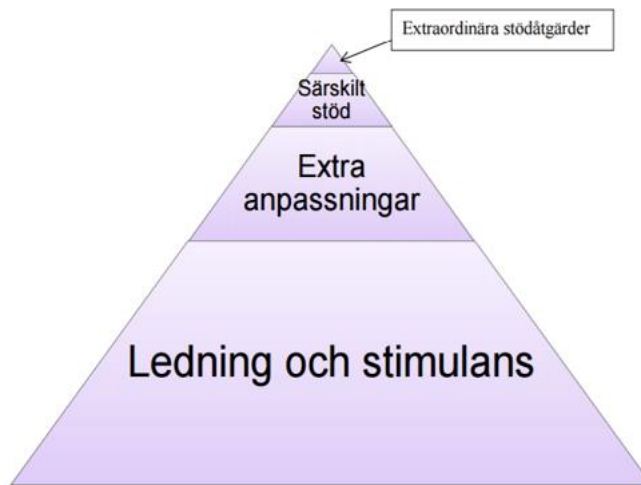 Extraordinära stödåtgärder
Särskilt
stöd
Extra
anpassningar
Ledning och stimulans